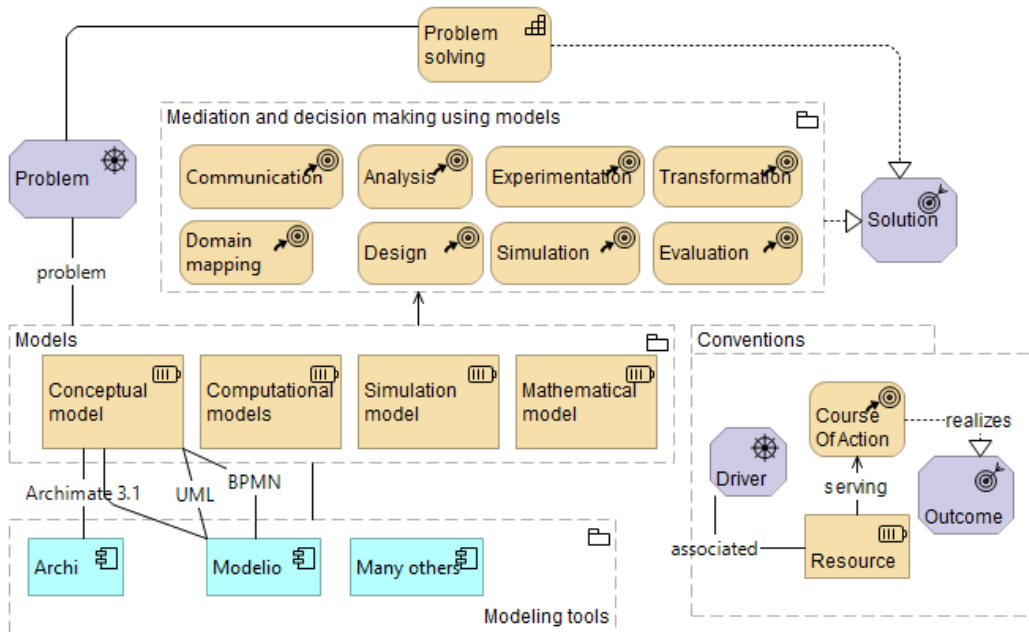 Problem
solving
Mediation and decision making using models
Problem
Communication
Analysis
Experimentation
Transformation
Solution
Domain
mapping
Design
Simulation
Evaluation
problem
Models
Conceptual
model
Computational
models
Simulation
model
Mathematical
model
Conventions
Course
Of Action
realizes
Driver
serving
Outcome
associated
Resource
Archimate 3.1
UML
BPMN
Archi
Modelio
Many others
Modeling tools